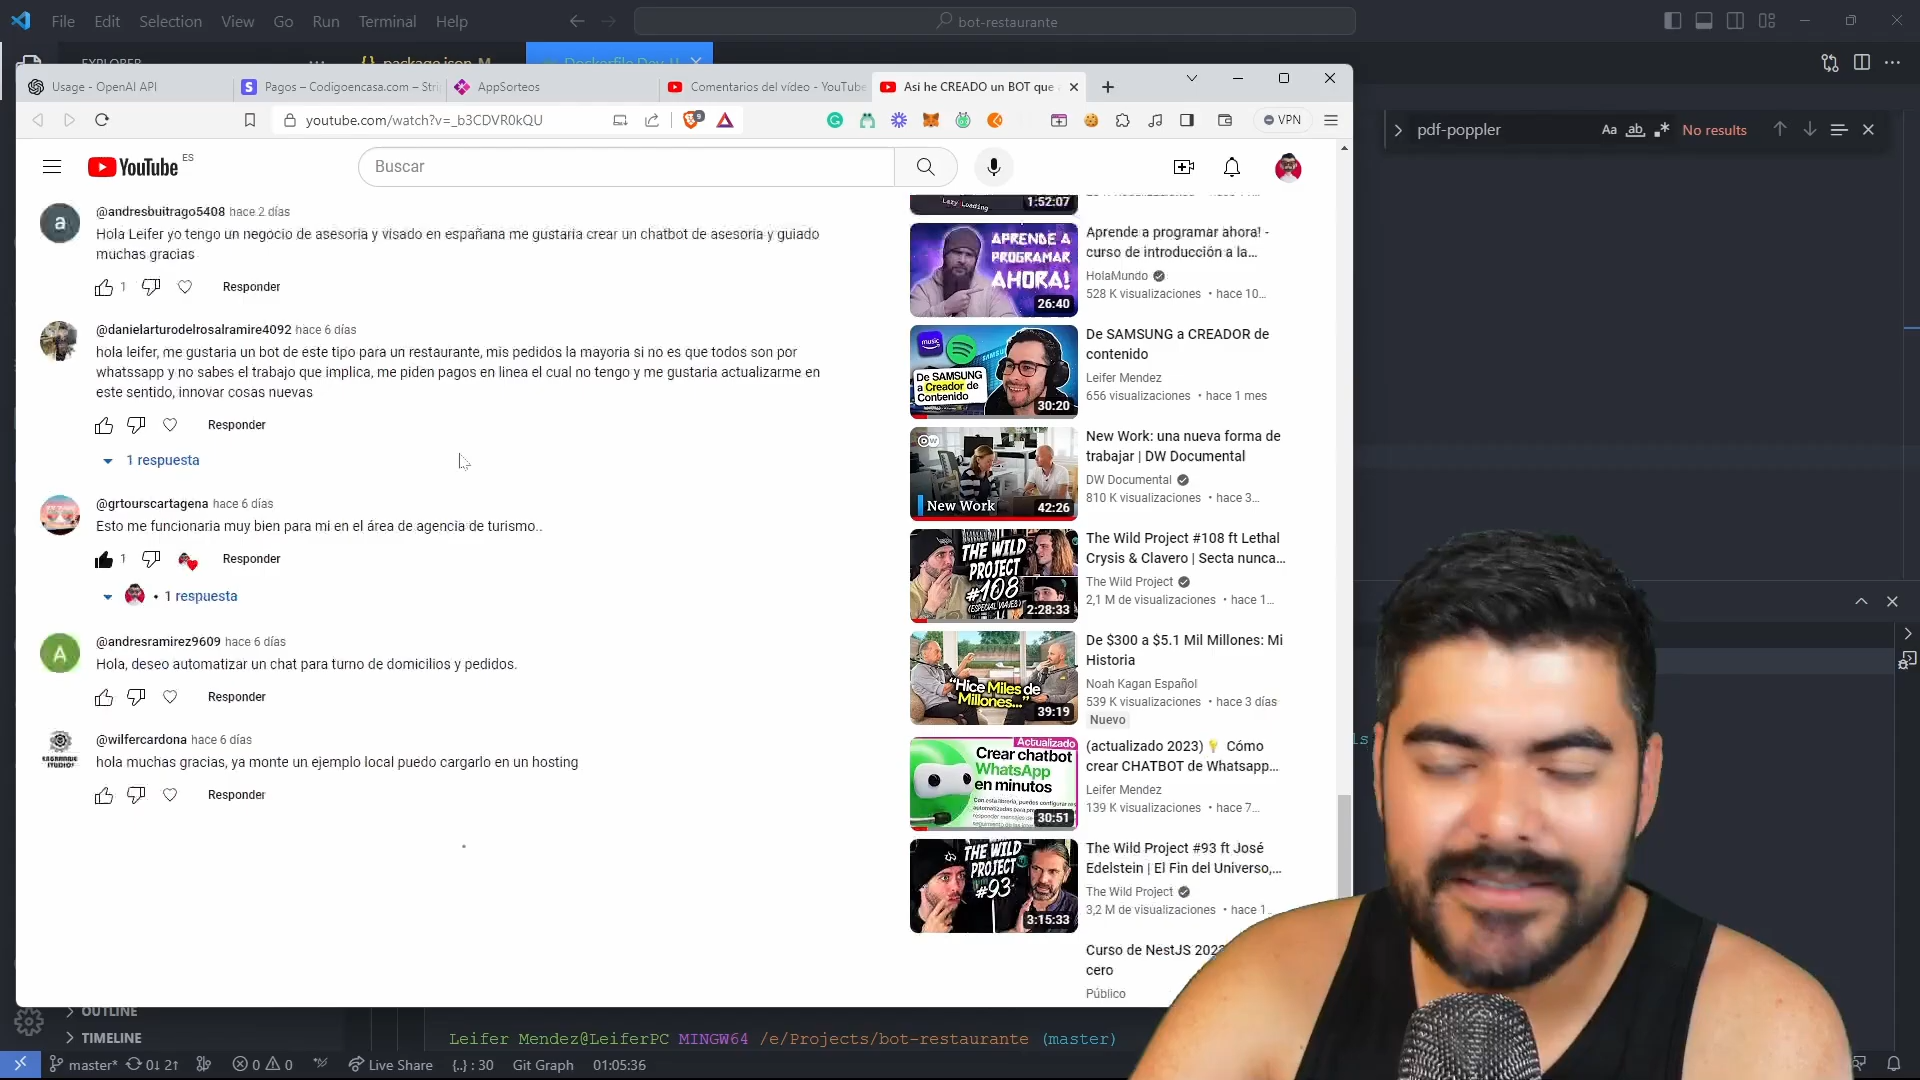 File Edit Selection View Go Run Terminal Help
bot-restaurante
EXPLORER
package.json M
Dockerfile.Dev U
Usage - OpenAI API
Pagos – Codigoencasa.com – Stri
AppSorteos
Comentarios del vídeo - YouTube
Asi he CREADO un BOT que
youtube.com/watch?v=_b3CDVR0kQU
VPN
pdf-poppler
Aa
ab
No results
YouTube ES
Buscar
@andresbuitrago5408 hace 2 días
Hola Leifer yo tengo un negocio de asesoria y visado en españana me gustaria crear un chatbot de asesoria y guiado
muchas gracias
1
Responder
@danielarturodelrosalramire4092 hace 6 días
hola leifer, me gustaria un bot de este tipo para un restaurante, mis pedidos la mayoria si no es que todos son por
whatssapp y no sabes el trabajo que implica, me piden pagos en linea el cual no tengo y me gustaria actualizarme en
este sentido, innovar cosas nuevas
Responder
1 respuesta
@grtourscartagena hace 6 días
Esto me funcionaria muy bien para mi en el área de agencia de turismo..
1
Responder
• 1 respuesta
@andresramirez9609 hace 6 días
Hola, deseo automatizar un chat para turno de domicilios y pedidos.
Responder
@wilfercardona hace 6 días
hola muchas gracias, ya monte un ejemplo local puedo cargarlo en un hosting
Responder
Lazy Loading
1:52:07
APRENDE A
PROGRAMAR
AHORA!
26:40
Aprende a programar ahora! -
curso de introducción a la...
HolaMundo
528 K visualizaciones • hace 10...
music
SAMSUNG
DE SAMSUNG
a Creador de
Contenido
30:20
De SAMSUNG a CREADOR de
contenido
Leifer Mendez
656 visualizaciones • hace 1 mes
New Work
42:26
New Work: una nueva forma de
trabajar | DW Documental
DW Documental
810 K visualizaciones • hace 3...
THE WILD
PROJECT
#108
(ESPECIAL VIAJES)
2:28:33
The Wild Project #108 ft Lethal
Crysis & Clavero | Secta nunca...
The Wild Project
2,1 M de visualizaciones • hace 1...
"Hice Miles de
Millones..."
39:19
De $300 a $5.1 Mil Millones: Mi
Historia
Noah Kagan Español
539 K visualizaciones • hace 3 días
Nuevo
Actualizado
Crear chatbot
WhatsApp
en minutos
30:51
(actualizado 2023) Cómo
crear CHATBOT de Whatsapp...
Leifer Mendez
139 K visualizaciones • hace 7...
THE WILD
PROJECT
#93
3:15:33
The Wild Project #93 ft José
Edelstein | El Fin del Universo,...
The Wild Project
3,2 M de visualizaciones • hace 1...
Curso de NestJS 2023
cero
Público
OUTLINE
TIMELINE
Leifer Mendez@LeiferPC MINGW64 /e/Projects/bot-restaurante (master)
master* 0↓ 2↑ 0 0 Live Share {..} : 30 Git Graph 01:05:36